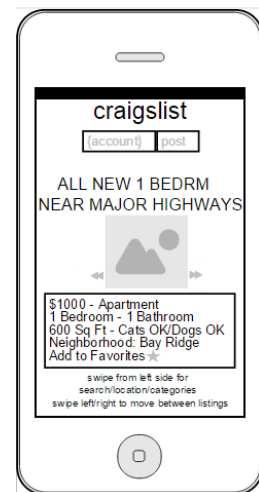 craigslist
{account} post
ALL NEW 1 BEDRM
NEAR MAJOR HIGHWAYS
$1000 - Apartment
1 Bedroom - 1 Bathroom
600 Sq Ft - Cats OK/Dogs OK
Neighborhood: Bay Ridge
Add to Favorites
swipe from left side for
search/location/categories
swipe left/right to move between listings